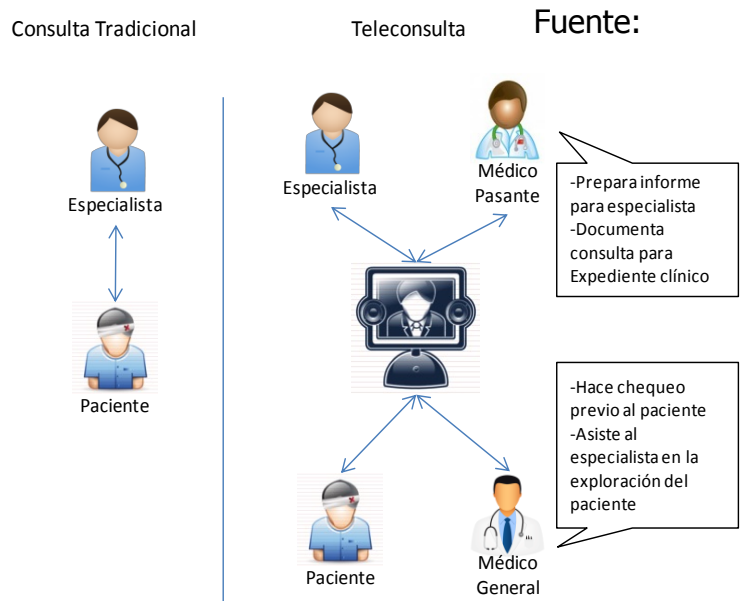 Consulta Tradicional
Teleconsulta
Fuente:
Especialista
Paciente
Especialista
Médico
Pasante
-Prepara informe
para especialista
-Documenta
consulta para
Expediente clínico
-Hace chequeo
previo al paciente
-Asiste al
especialista en la
exploración del
paciente
Paciente
Médico
General